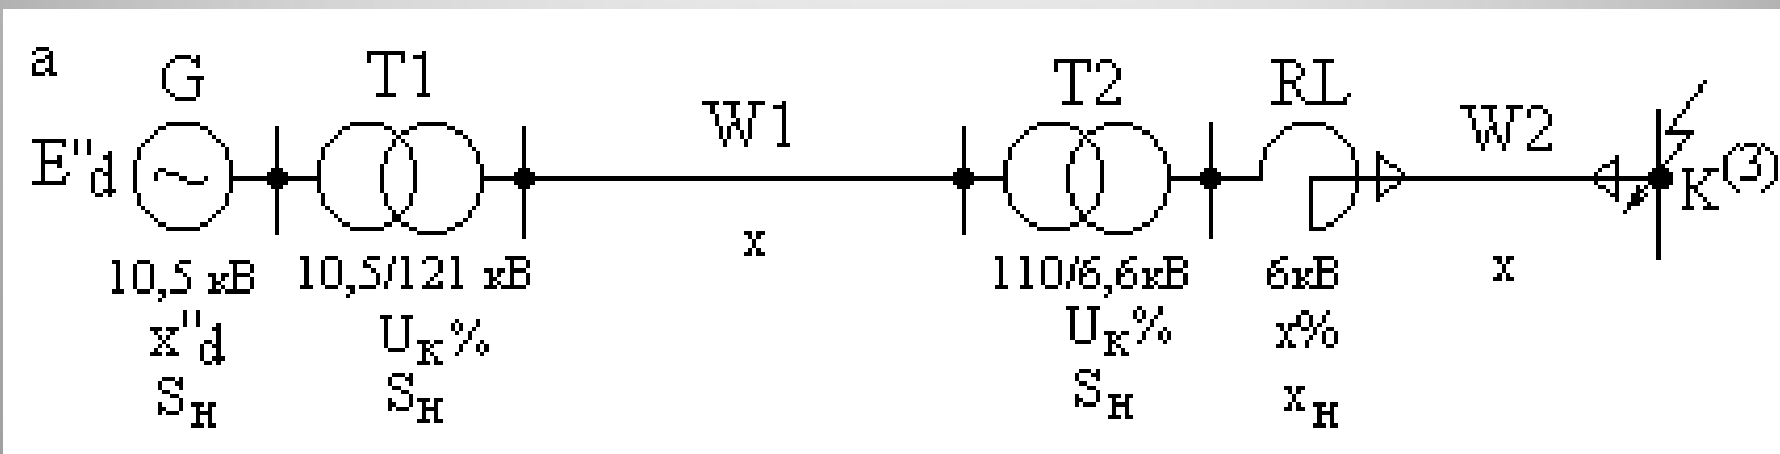 a
G T1 W1 T2 RL W2
E"d K(3)
x x
10,5 кВ 10,5/121 кВ 110/6,6кВ 6кВ
x"d Uк% Uк% x%
Sн Sн Sн xн